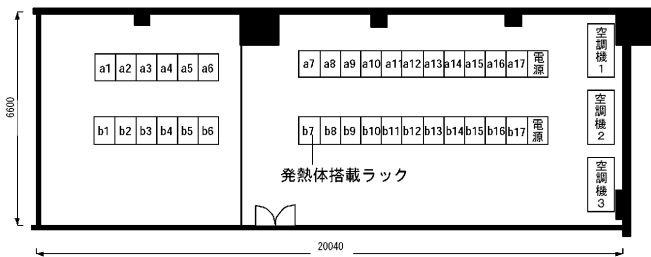 a1 a2 a3 a4 a5 a6
a7 a8 a9 a10 a11 a12 a13 a14 a15 a16 a17 電源
b1 b2 b3 b4 b5 b6
b7 b8 b9 b10 b11 b12 b13 b14 b15 b16 b17 電源
空調機1
空調機2
空調機3
発熱体搭載ラック
6600
20040